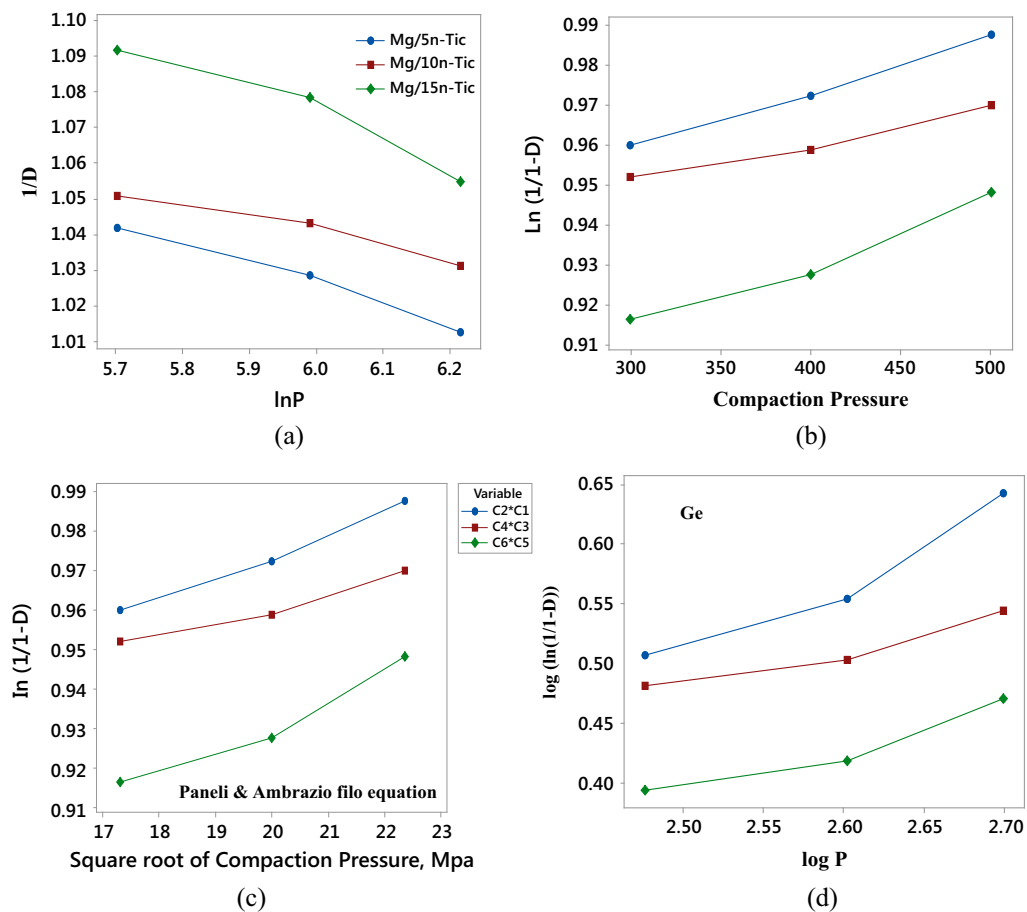 1.10
1.09
1.08
1.07
1.06
1.05
1.04
1.03
1.02
1.01
1/D
Mg/5n-Tic
Mg/10n-Tic
Mg/15n-Tic
5.7 5.8 5.9 6.0 6.1 6.2
lnP
(a)
0.99
0.98
0.97
0.96
0.95
0.94
0.93
0.92
0.91
Ln (1/1-D)
300 350 400 450 500
Compaction Pressure
(b)
0.99
0.98
0.97
0.96
0.95
0.94
0.93
0.92
0.91
In (1/1-D)
Variable
C2*C1
C4*C3
C6*C5
Paneli & Ambrazio filo equation
17 18 19 20 21 22 23
Square root of Compaction Pressure, Mpa
(c)
0.65
0.60
0.55
0.50
0.45
0.40
log (ln(1/1-D))
Ge
2.50 2.55 2.60 2.65 2.70
log P
(d)